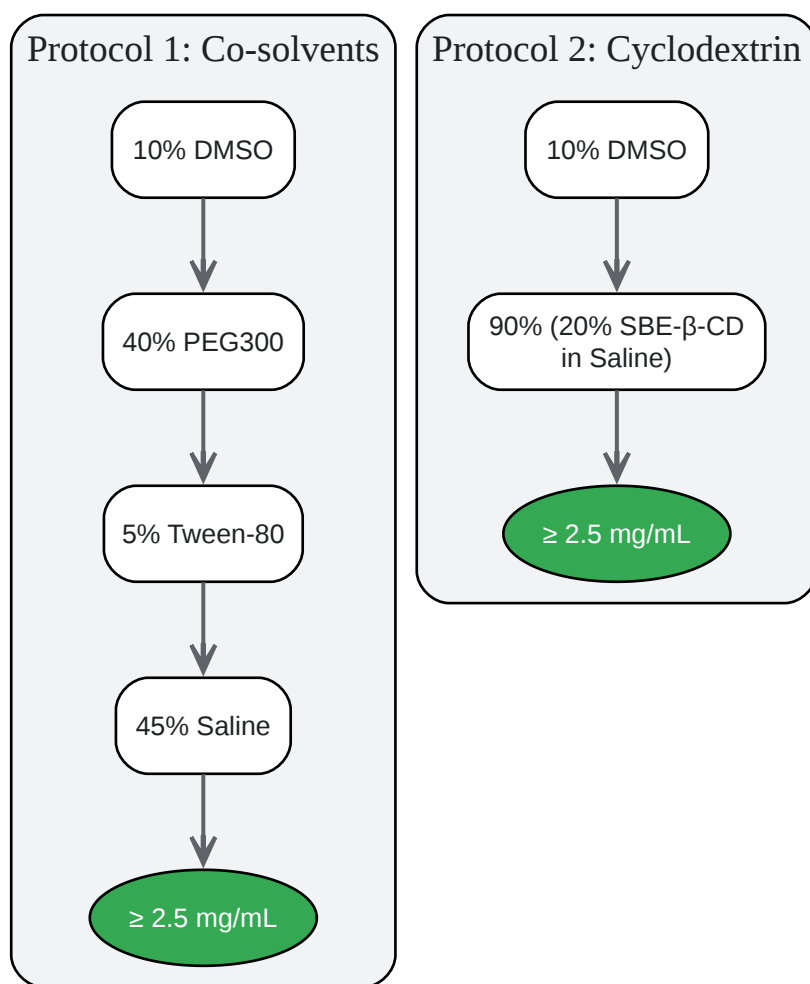 Protocol 1: Co-solvents
10% DMSO
40% PEG300
5% Tween-80
45% Saline
≥ 2.5 mg/mL
Protocol 2: Cyclodextrin
10% DMSO
90% (20% SBE-β-CD
in Saline)
≥ 2.5 mg/mL